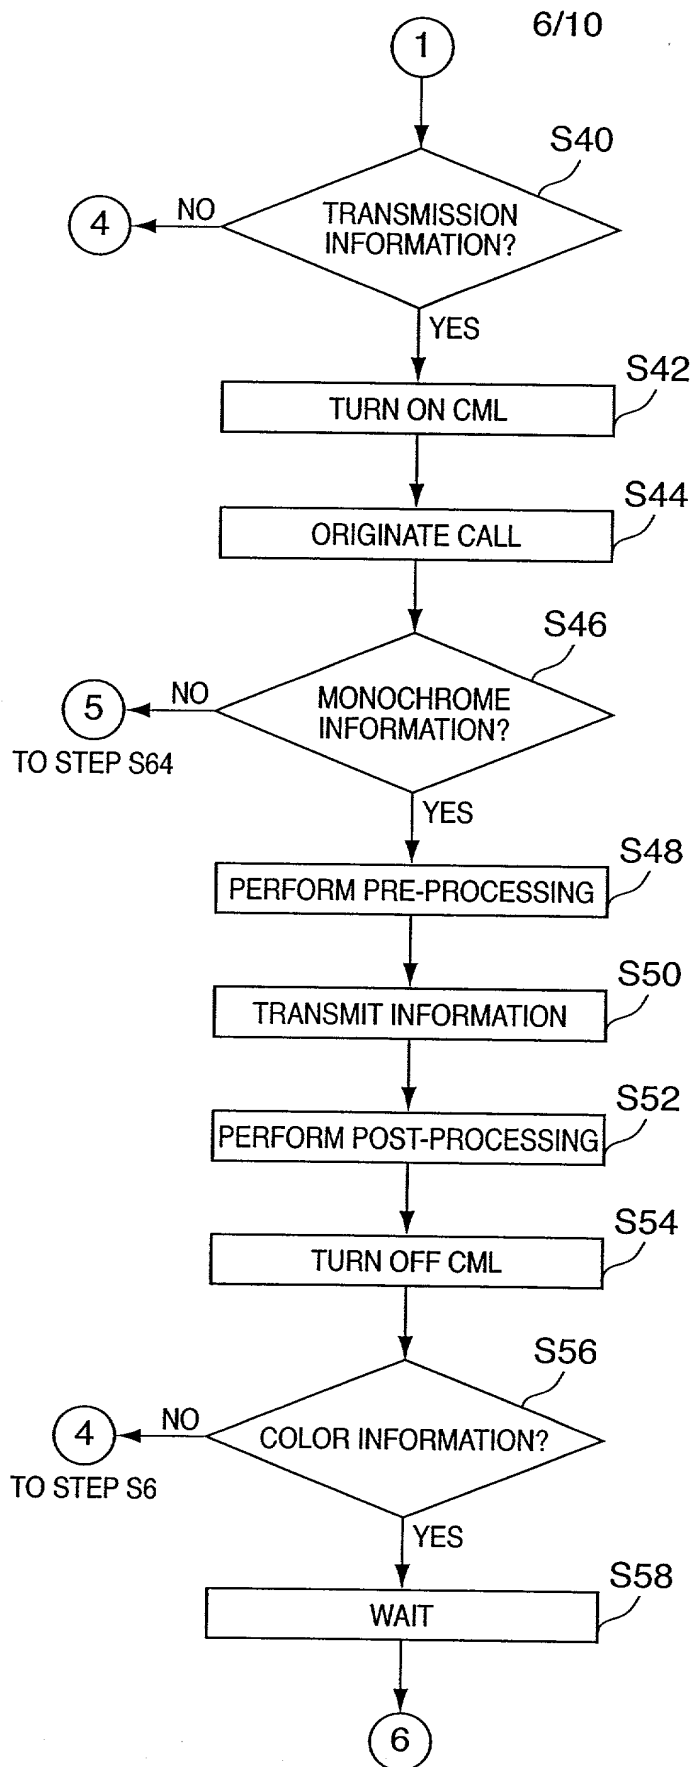 6/10
1
S40
TRANSMISSION
INFORMATION?
NO
4
YES
S42
TURN ON CML
S44
ORIGINATE CALL
S46
MONOCHROME
INFORMATION?
NO
5
TO STEP S64
YES
S48
PERFORM PRE-PROCESSING
S50
TRANSMIT INFORMATION
S52
PERFORM POST-PROCESSING
S54
TURN OFF CML
S56
COLOR INFORMATION?
NO
4
TO STEP S6
YES
S58
WAIT
6